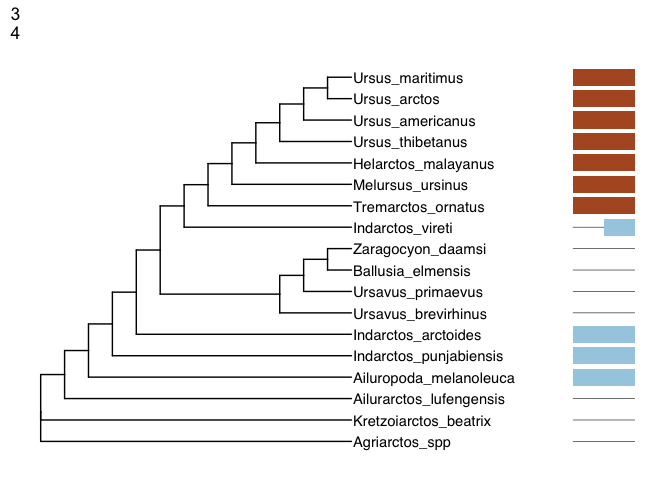 3
4
Ursus_maritimus
Ursus_arctos
Ursus_americanus
Ursus_thibetanus
Helarctos_malayanus
Melursus_ursinus
Tremarctos_ornatus
Indarctos_vireti
Zaragocyon_daamsi
Ballusia_elmensis
Ursavus_primaevus
Ursavus_brevirhinus
Indarctos_arctoides
Indarctos_punjabiensis
Ailuropoda_melanoleuca
Ailurarctos_lufengensis
Kretzoiarctos_beatrix
Agriarctos_spp